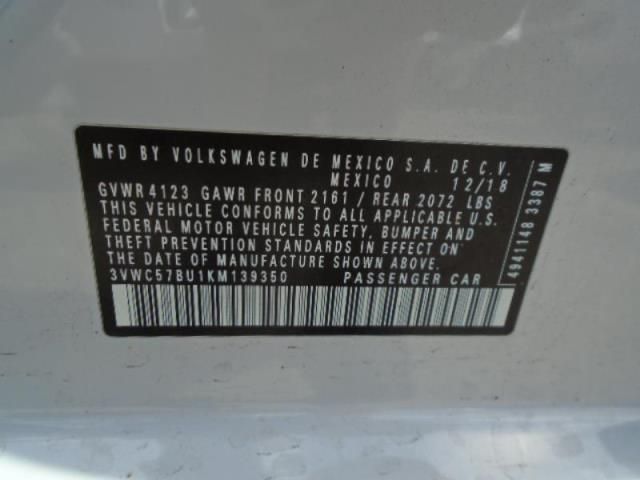 MFD BY VOLKSWAGEN DE MEXICO S.A. DE C.V.
MEXICO 12/18
GVWR 4123 GAWR FRONT 2161 / REAR 2072 LBS
THIS VEHICLE CONFORMS TO ALL APPLICABLE U.S.
FEDERAL MOTOR VEHICLE SAFETY, BUMPER AND
THEFT PREVENTION STANDARDS IN EFFECT ON
THE DATE OF MANUFACTURE SHOWN ABOVE.
3VWC57BU1KM139350 PASSENGER CAR
4941148 3387 M